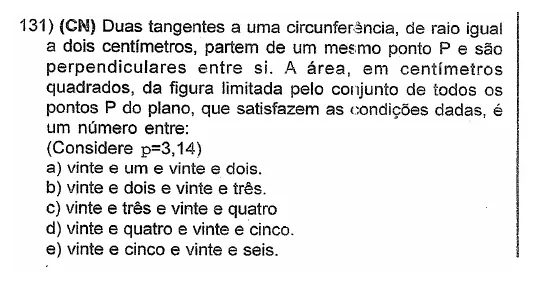 131) (CN) Duas tangentes a uma circunferência, de raio igual
a dois centímetros, partem de um mesmo ponto P e são
perpendiculares entre si. A área, em centímetros
quadrados, da figura limitada pelo conjunto de todos os
pontos P do plano, que satisfazem as condições dadas, é
um número entre:
(Considere p=3,14)
a) vinte e um e vinte e dois.
b) vinte e dois e vinte e três.
c) vinte e três e vinte e quatro
d) vinte e quatro e vinte e cinco.
e) vinte e cinco e vinte e seis.